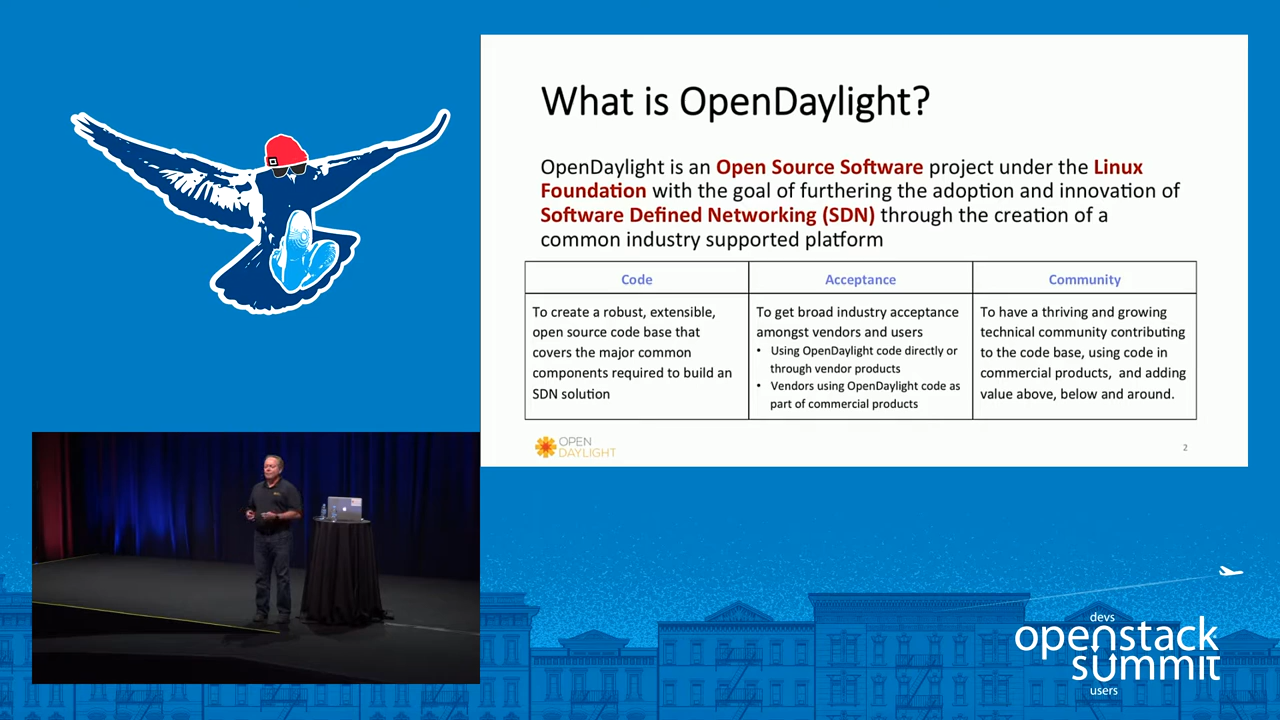 What is OpenDaylight?
OpenDaylight is an Open Source Software project under the Linux
Foundation with the goal of furthering the adoption and innovation of
Software Defined Networking (SDN) through the creation of a
common industry supported platform
Code
To create a robust, extensible,
open source code base that
covers the major common
components required to build an
SDN solution
Acceptance
To get broad industry acceptance
amongst vendors and users
• Using OpenDaylight code directly or
through vendor products
• Vendors using OpenDaylight code as
part of commercial products
Community
To have a thriving and growing
technical community contributing
to the code base, using code in
commercial products, and adding
value above, below and around.
OPEN
DAYLIGHT
2
devs
openstack
summit
users